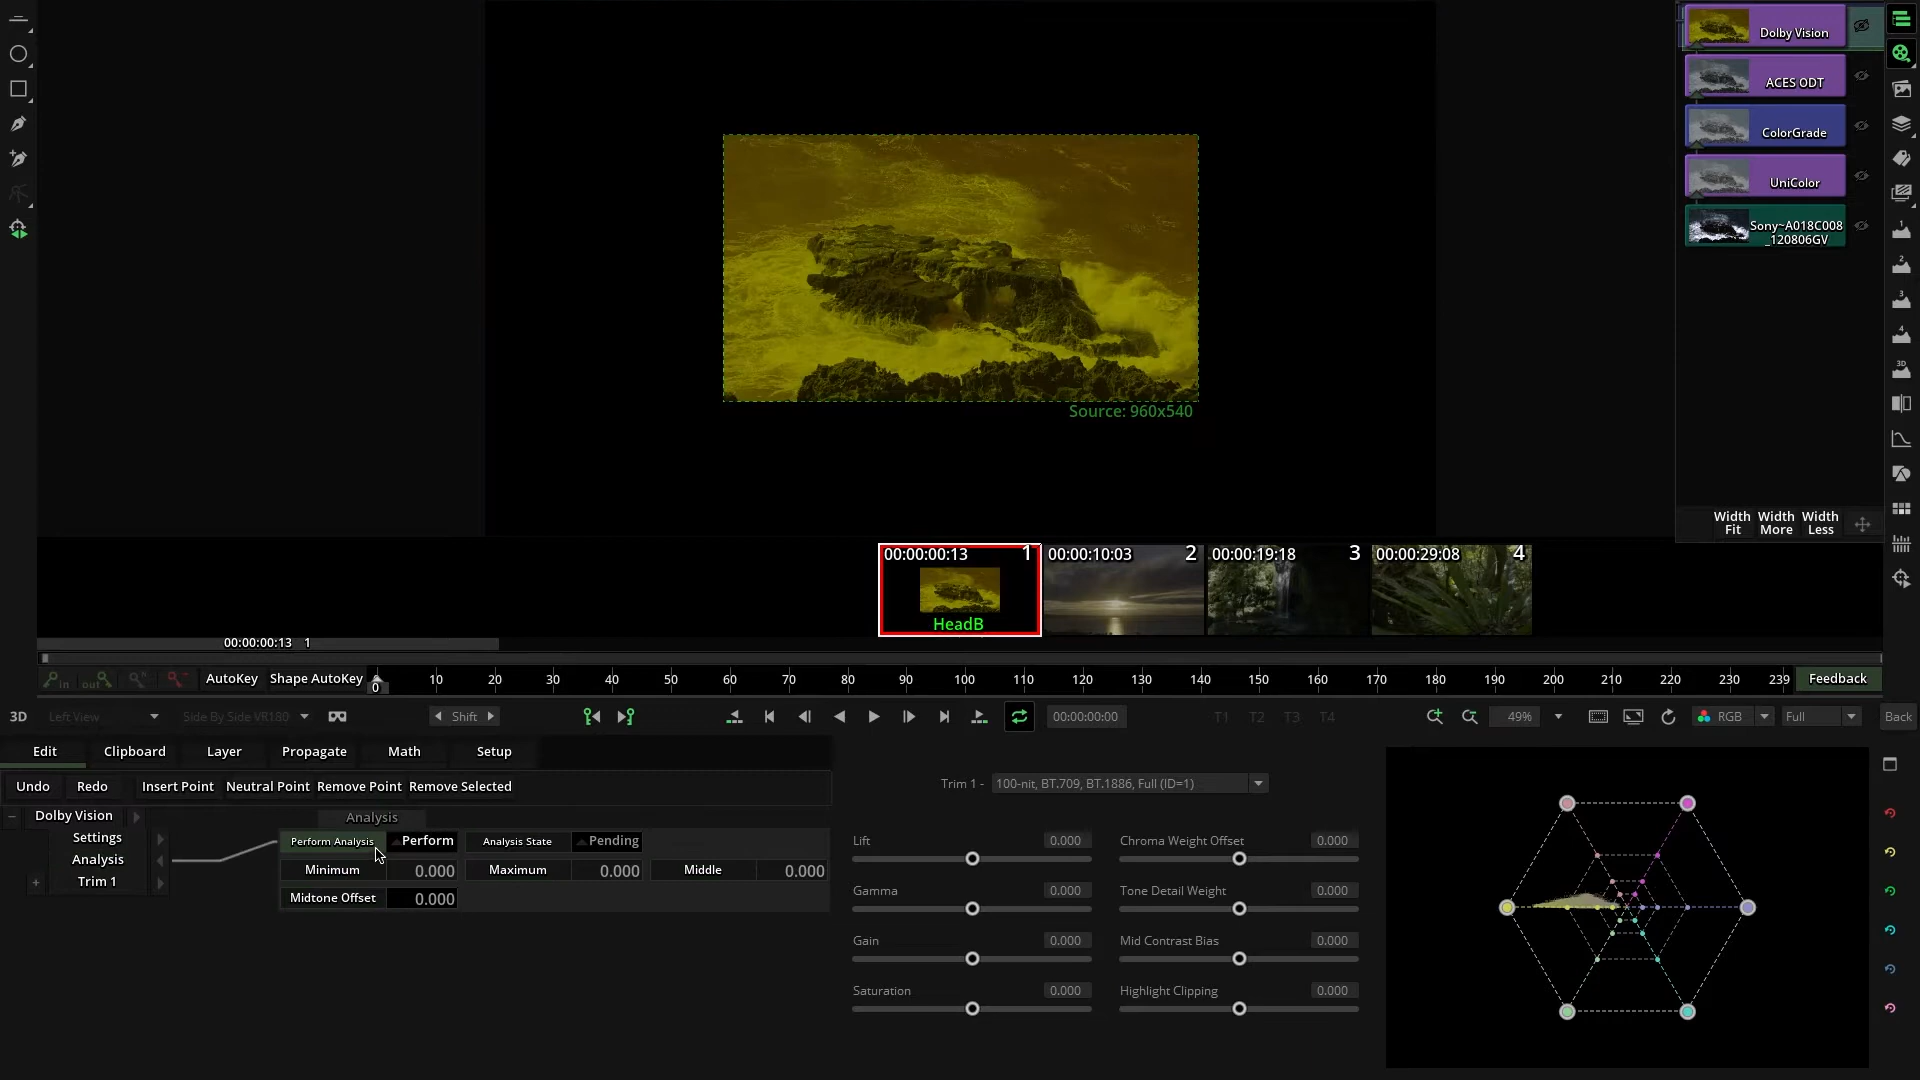 Dolby Vision
ACES ODT
ColorGrade
UniColor
Sony~A018C008
_120806GV
Source: 960x540
Width Fit
Width More
Width Less
00:00:00:13 1
HeadB
00:00:10:03 2
00:00:19:18 3
00:00:29:08 4
00:00:00:13 1
in
out
AutoKey
Shape AutoKey
0 10 20 30 40 50 60 70 80 90 100 110 120 130 140 150 160 170 180 190 200 210 220 230 239
Feedback
3D
Left View
Side By Side VR180
Shift
00:00:00:00
T1 T2 T3 T4
49%
RGB
Full
Back
Edit Clipboard Layer Propagate Math Setup
Undo Redo Insert Point Neutral Point Remove Point Remove Selected
Dolby Vision
Settings
Analysis
Trim 1
Analysis
Perform Analysis Perform Analysis State Pending
Minimum 0.000 Maximum 0.000 Middle 0.000
Midtone Offset 0.000
Trim 1 - 100-nit, BT.709, BT.1886, Full (ID=1)
Lift 0.000 Chroma Weight Offset 0.000
Gamma 0.000 Tone Detail Weight 0.000
Gain 0.000 Mid Contrast Bias 0.000
Saturation 0.000 Highlight Clipping 0.000
1
2
3
4
3D